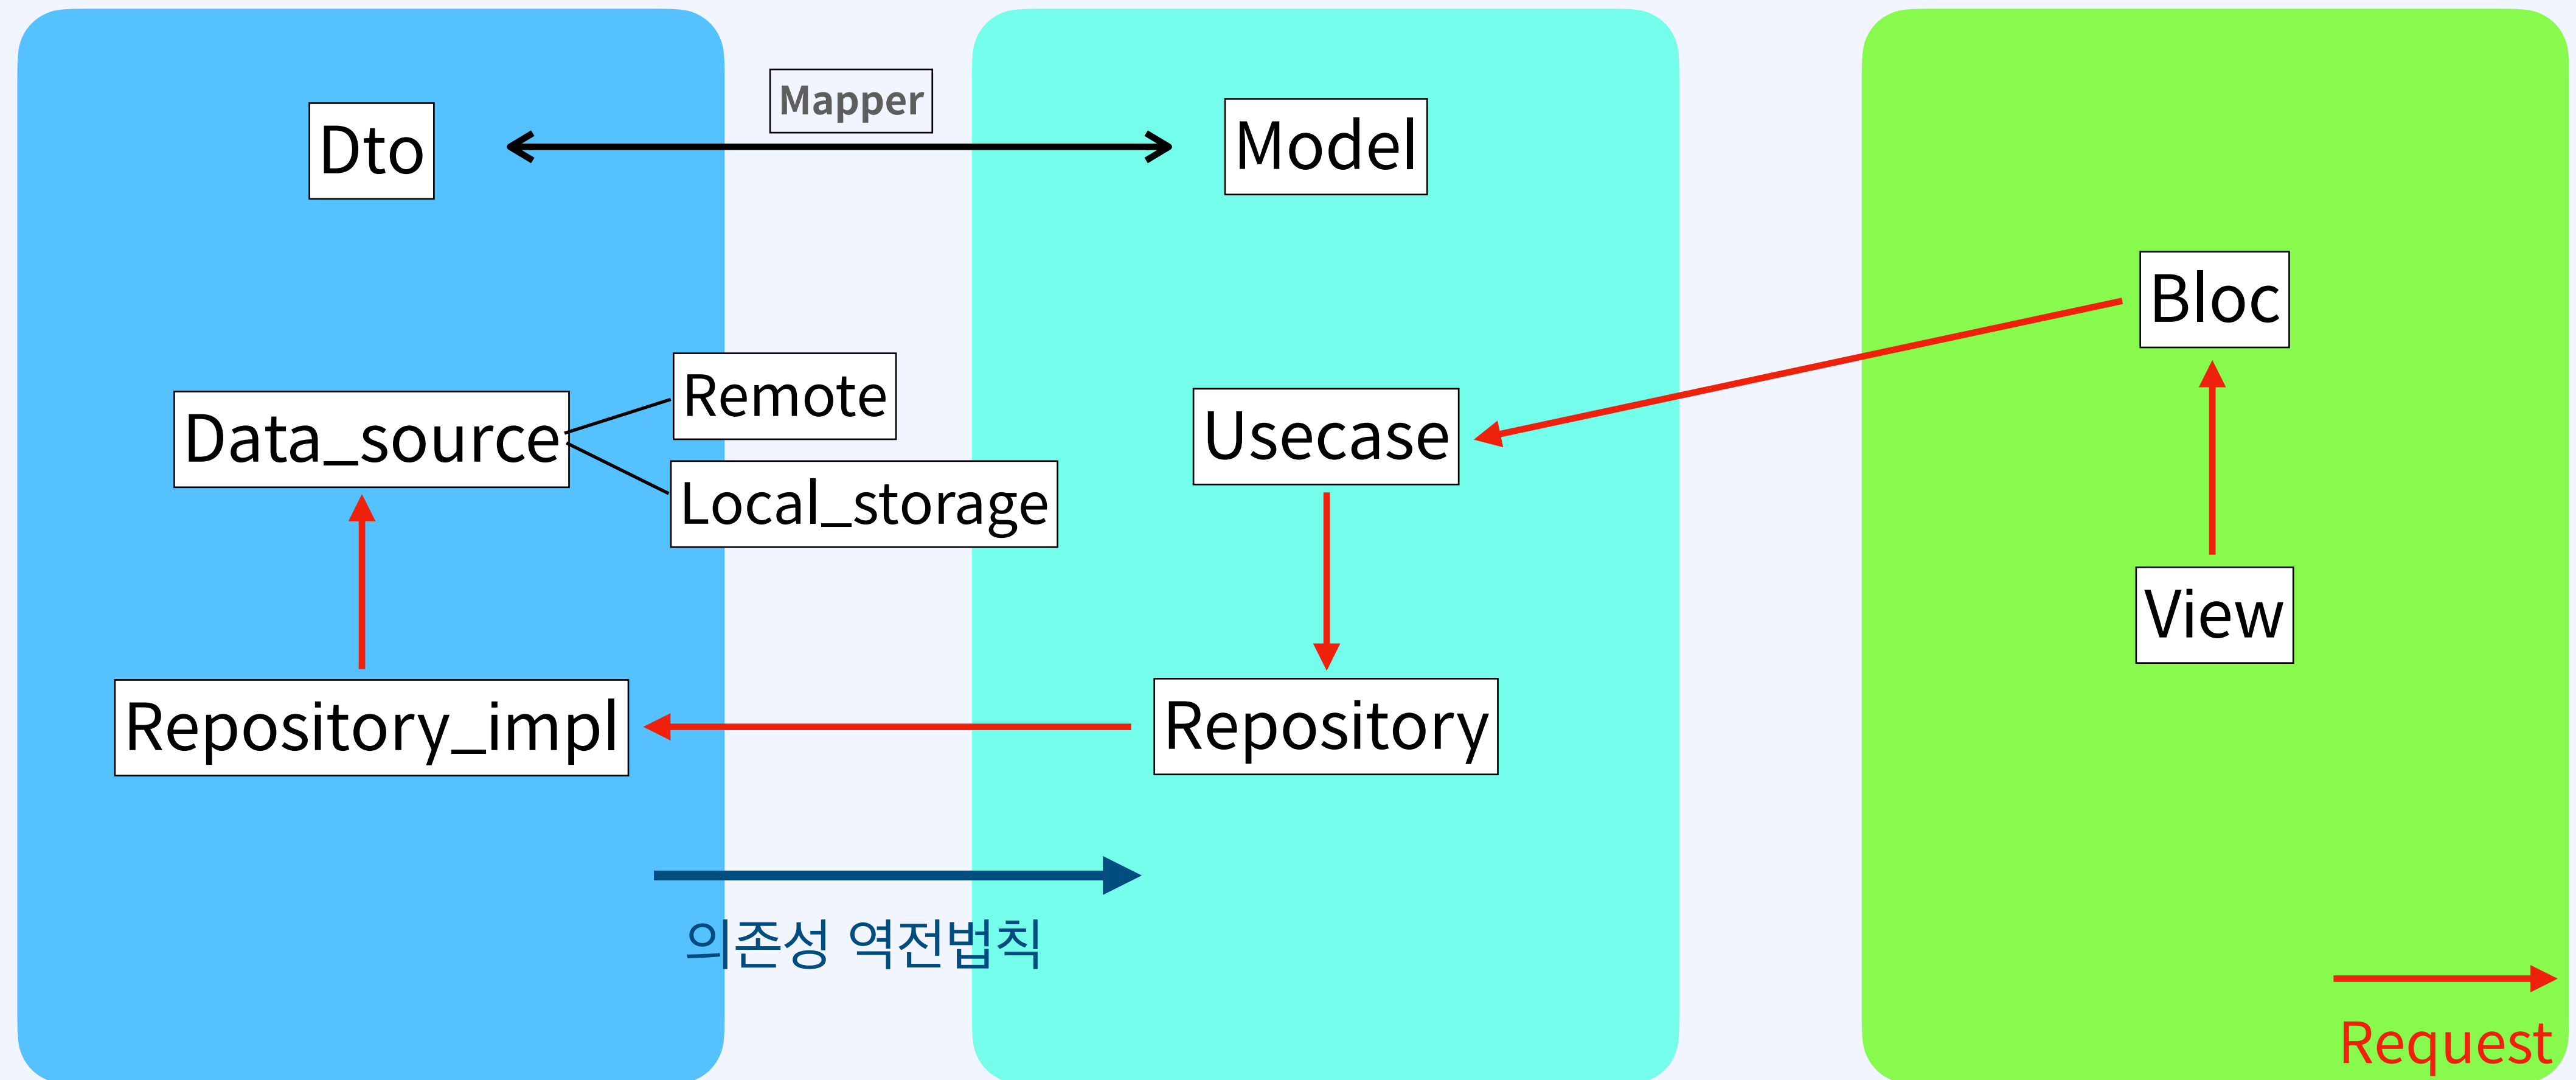 Dto
Mapper
Model
Bloc
Data_source
Remote
Local_storage
Usecase
View
Repository_impl
Repository
의존성 역전법칙
Request